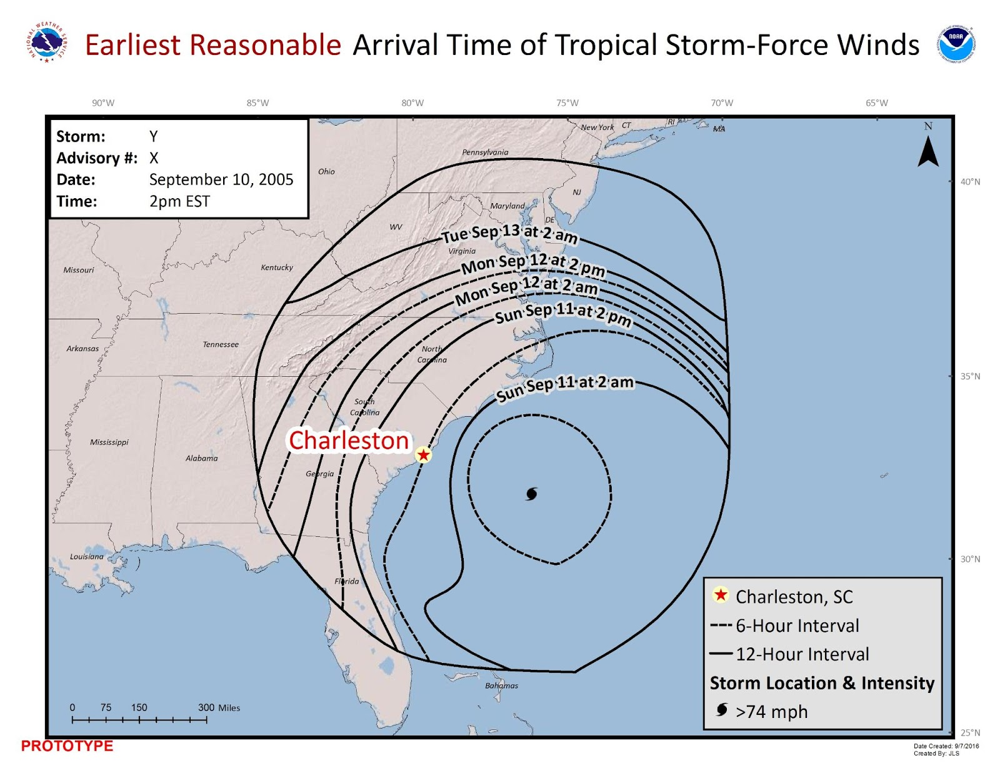 Earliest Reasonable Arrival Time of Tropical Storm-Force Winds
NATIONAL WEATHER SERVICE
NOAA
90°W 85°W 80°W 75°W 70°W 65°W
Storm: Y
Advisory #: X
Date: September 10, 2005
Time: 2pm EST
N
New York
CT
RI
MA
Pennsylvania
Ohio
40°N
NJ
Maryland
DE
WV
Tue Sep 13 at 2 am
Virginia
Mon Sep 12 at 2 pm
Missouri
Kentucky
Mon Sep 12 at 2 am
Sun Sep 11 at 2 pm
Arkansas
Tennessee
North
Carolina
35°N
Sun Sep 11 at 2 am
South
Carolina
Charleston
Mississippi
Alabama
Georgia
Louisiana
30°N
Florida
Bahamas
Charleston, SC
6-Hour Interval
12-Hour Interval
Storm Location & Intensity
>74 mph
0 75 150 300 Miles
25°N
PROTOTYPE
Date Created: 9/7/2016
Created By: JLS